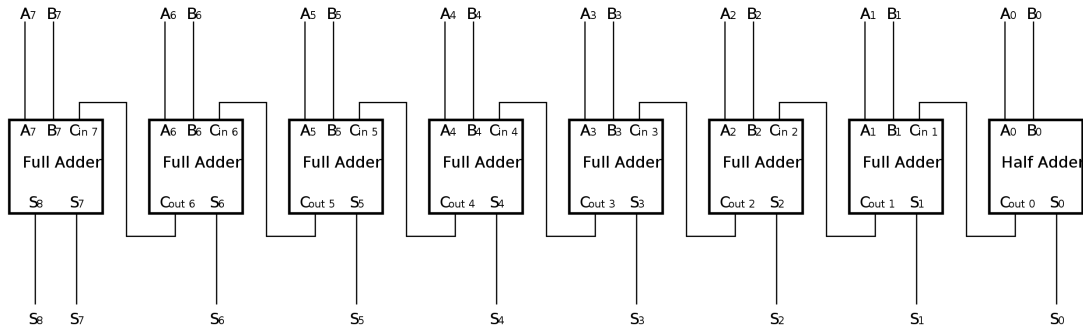 A₇ B₇ A₆ B₆ A₅ B₅ A₄ B₄ A₃ B₃ A₂ B₂ A₁ B₁ A₀ B₀
A₇ B₇ Cin 7 A₆ B₆ Cin 6 A₅ B₅ Cin 5 A₄ B₄ Cin 4 A₃ B₃ Cin 3 A₂ B₂ Cin 2 A₁ B₁ Cin 1 A₀ B₀
Full Adder Full Adder Full Adder Full Adder Full Adder Full Adder Full Adder Half Adder
S₈ S₇ Cout 6 S₆ Cout 5 S₅ Cout 4 S₄ Cout 3 S₃ Cout 2 S₂ Cout 1 S₁ Cout 0 S₀
S₈ S₇ S₆ S₅ S₄ S₃ S₂ S₁ S₀